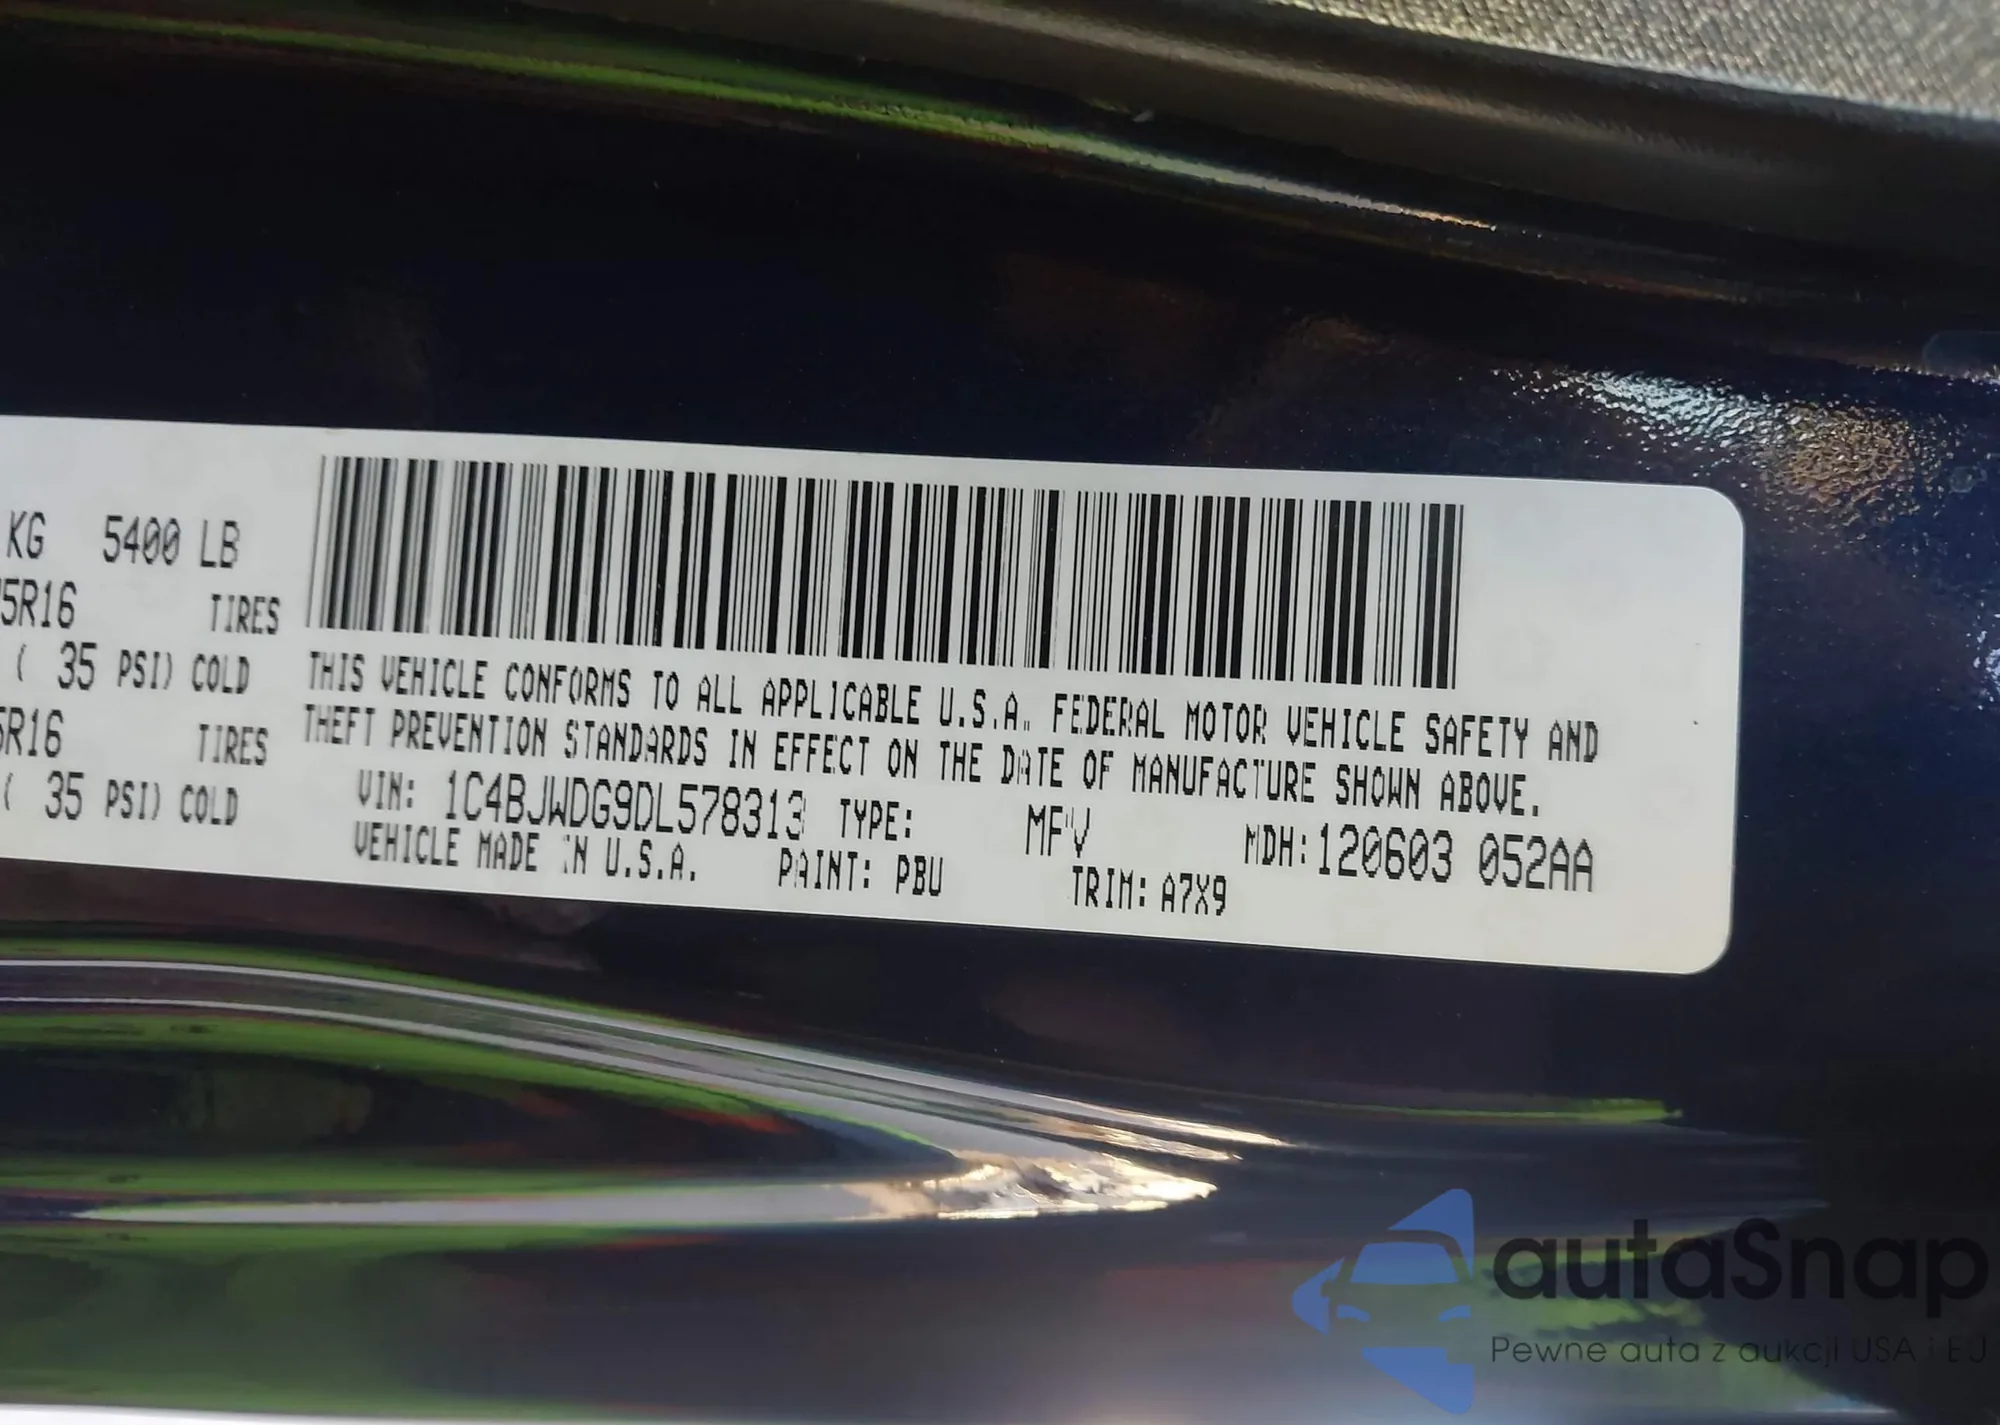 KG 5400 LB
5R16 TIRES
( 35 PSI) COLD
5R16 TIRES
( 35 PSI) COLD
THIS VEHICLE CONFORMS TO ALL APPLICABLE U.S.A. FEDERAL MOTOR VEHICLE SAFETY AND
THEFT PREVENTION STANDARDS IN EFFECT ON THE DATE OF MANUFACTURE SHOWN ABOVE.
VIN: 1C4BJWDG9DL578313 TYPE: MPV MDH: 120603 052AA
VEHICLE MADE IN U.S.A. PAINT: PBU TRIM: A7X9
autaSnap
Pewne auta z aukcji USA i EU